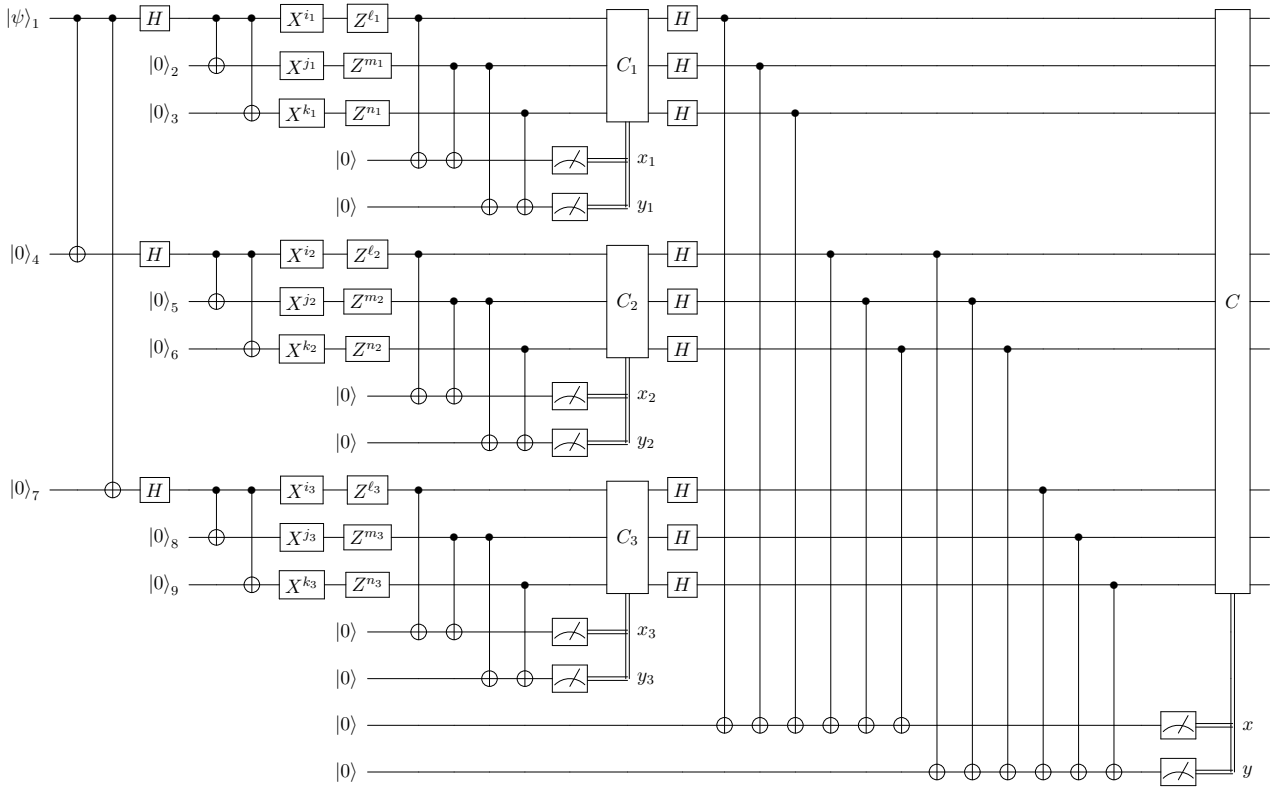 |ψ⟩₁ H X^{i₁} Z^{ℓ₁} H
|0⟩₂ X^{j₁} Z^{m₁} C₁ H
|0⟩₃ X^{k₁} Z^{n₁} H
|0⟩ x₁
|0⟩ y₁
|0⟩₄ H X^{i₂} Z^{ℓ₂} H
|0⟩₅ X^{j₂} Z^{m₂} C₂ H C
|0⟩₆ X^{k₂} Z^{n₂} H
|0⟩ x₂
|0⟩ y₂
|0⟩₇ H X^{i₃} Z^{ℓ₃} H
|0⟩₈ X^{j₃} Z^{m₃} C₃ H
|0⟩₉ X^{k₃} Z^{n₃} H
|0⟩ x₃
|0⟩ y₃
|0⟩ x
|0⟩ y